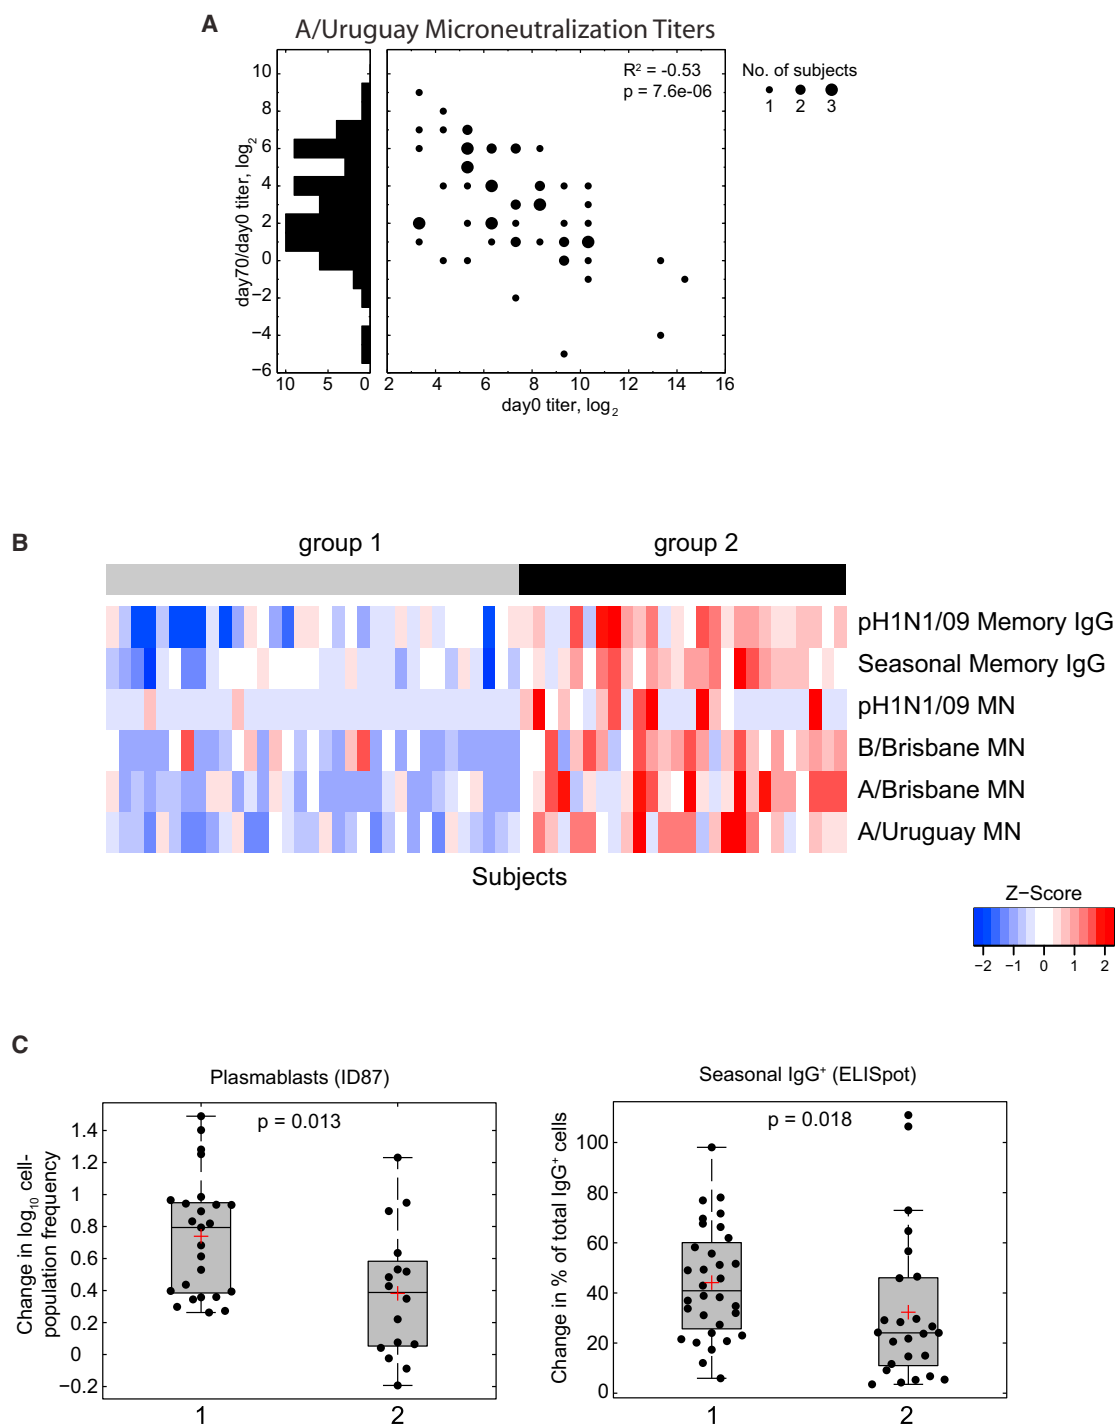 A
A/Uruguay Microneutralization Titers
R² = -0.53
p = 7.6e-06
No. of subjects
1 2 3
day70/day0 titer, log₂
10
8
6
4
2
0
−2
−4
−6
10 5 0
2 4 6 8 10 12 14 16
day0 titer, log₂
B
group 1 group 2
pH1N1/09 Memory IgG
Seasonal Memory IgG
pH1N1/09 MN
B/Brisbane MN
A/Brisbane MN
A/Uruguay MN
Subjects
Z−Score
−2 −1 0 1 2
C
Plasmablasts (ID87)
p = 0.013
Change in log₁₀ cell-
population frequency
1.4
1.2
1
0.8
0.6
0.4
0.2
0
−0.2
1 2
Seasonal IgG⁺ (ELISpot)
p = 0.018
Change in % of total IgG⁺ cells
100
80
60
40
20
0
1 2